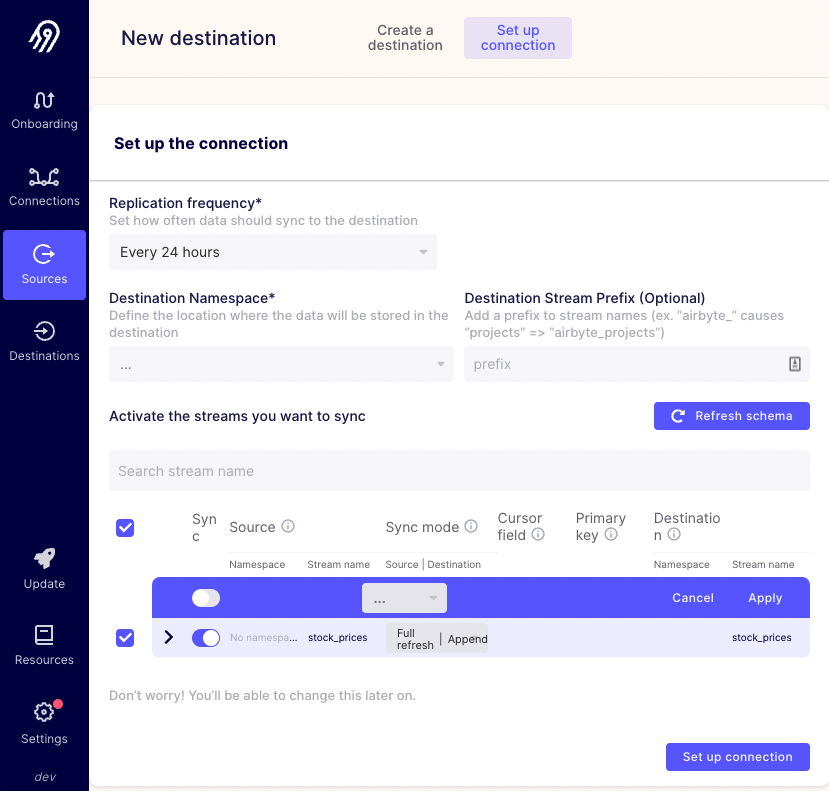 New destination
Create a
destination
Set up
connection
Onboarding
Connections
Sources
Destinations
Update
Resources
Settings
dev
Set up the connection
Replication frequency*
Set how often data should sync to the destination
Every 24 hours
Destination Namespace*
Define the location where the data will be stored in the
destination
...
Destination Stream Prefix (Optional)
Add a prefix to stream names (ex. “airbyte_” causes
“projects” => “airbyte_projects”)
prefix
Activate the streams you want to sync
Refresh schema
Search stream name
Syn
c
Source
Sync mode
Cursor
field
Primary
key
Destinatio
n
Namespace
Stream name
Source | Destination
Namespace
Stream name
...
Cancel
Apply
No namespa...
stock_prices
Full
refresh
| Append
stock_prices
Don’t worry! You’ll be able to change this later on.
Set up connection